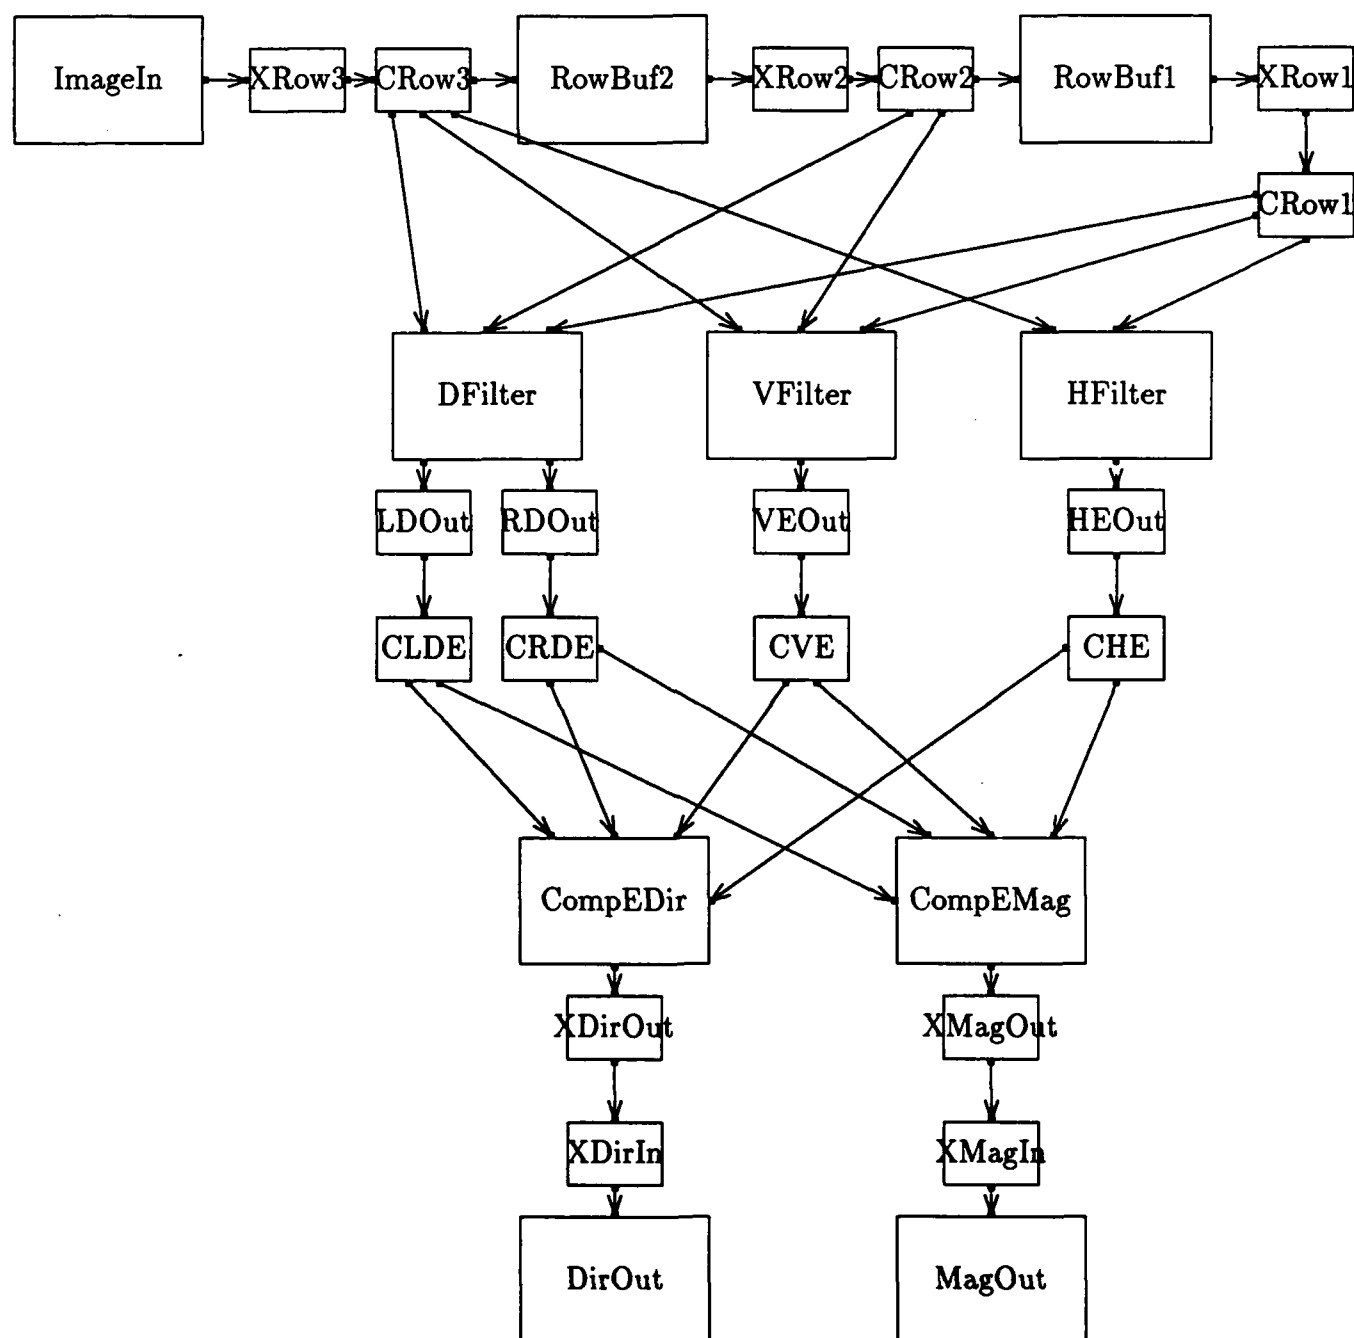 ImageIn XRow3 CRow3 RowBuf2 XRow2 CRow2 RowBuf1 XRow1
CRow1
DFilter VFilter HFilter
LDOut RDOut VEOut HEOut
CLDE CRDE CVE CHE
CompEDir CompEMag
XDirOut XMagOut
XDirIn XMagIn
DirOut MagOut